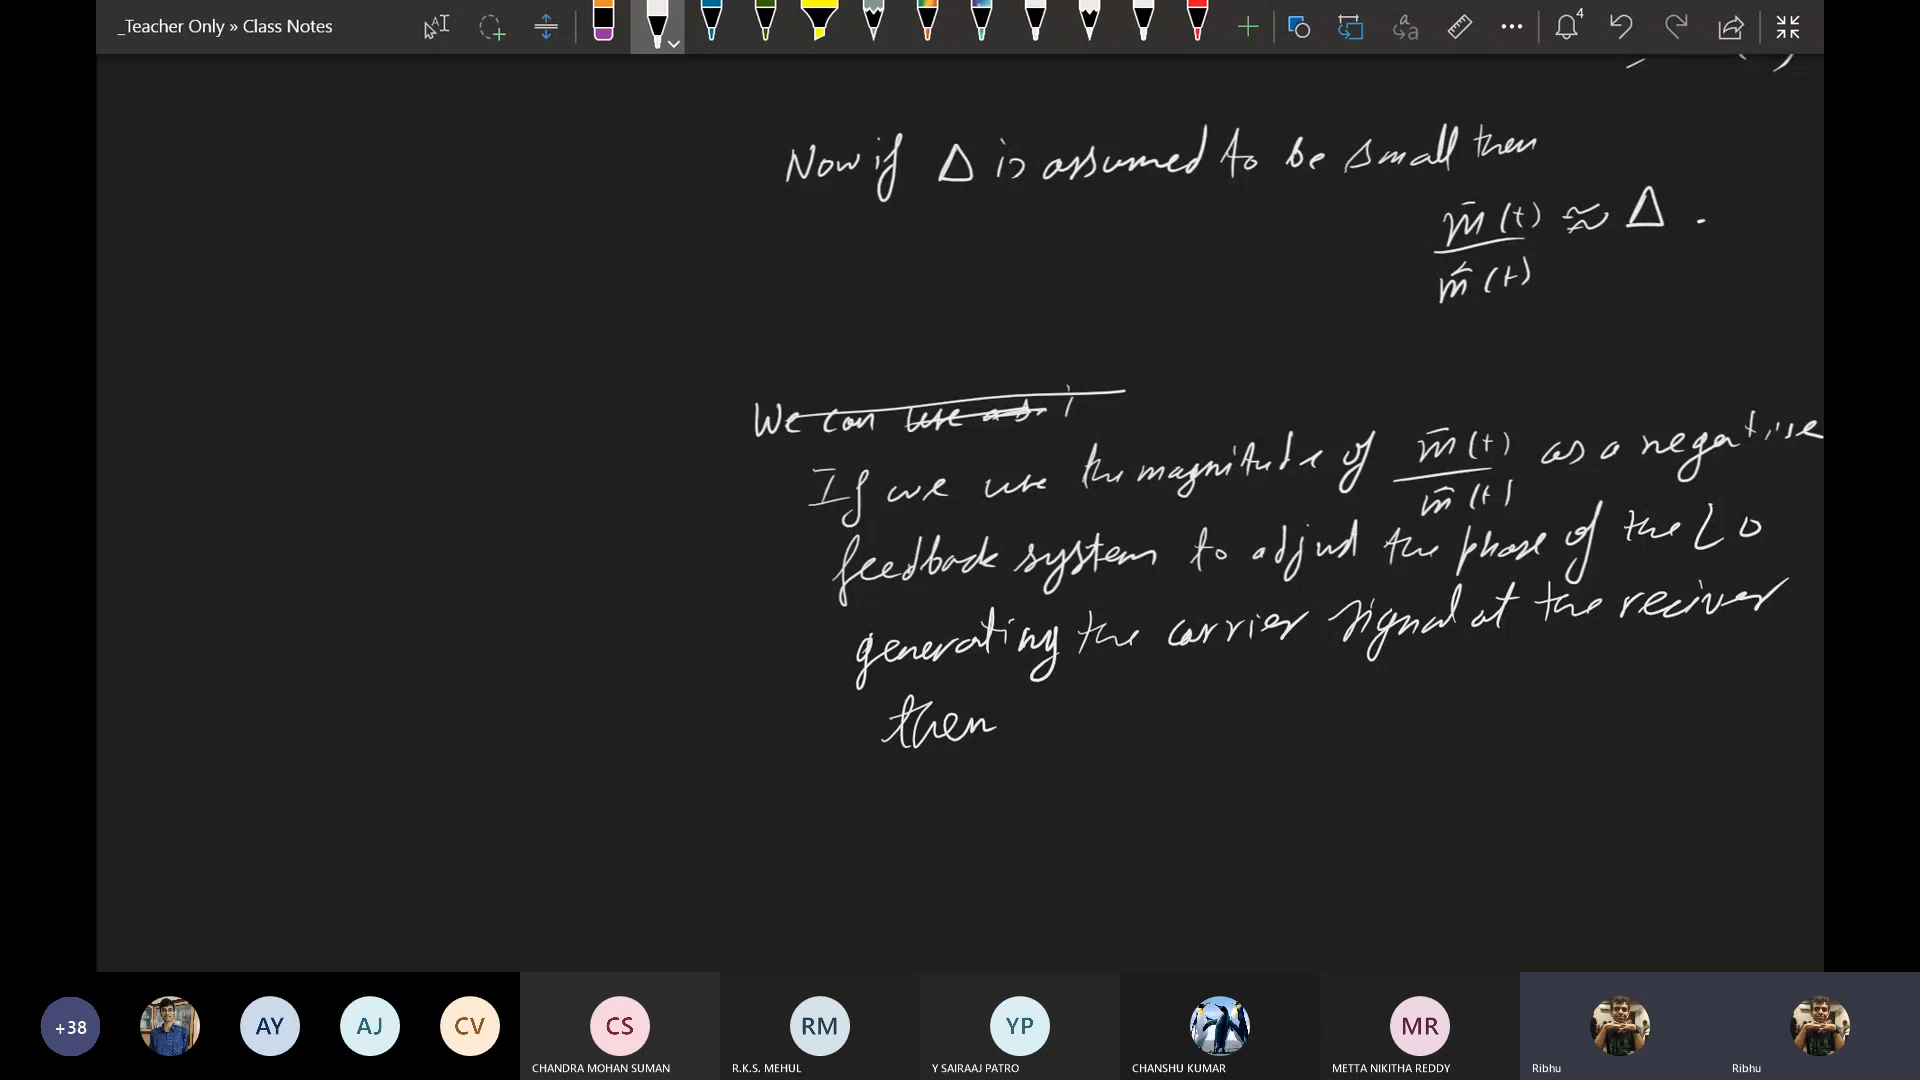 _Teacher Only » Class Notes
4
Now if Δ is assumed to be small then
m̄(t) ≈ Δ .
m̂(t)
We can use as i
If we use the magnitude of m̄(t) as a negative
m̄(t)
feedback system to adjust the phase of the LO
generating the carrier signal at the reciver
then
+38
AY
AJ
CV
CS
RM
YP
MR
CHANDRA MOHAN SUMAN
R.K.S. MEHUL
Y SAIRAAJ PATRO
CHANSHU KUMAR
METTA NIKITHA REDDY
Ribhu
Ribhu